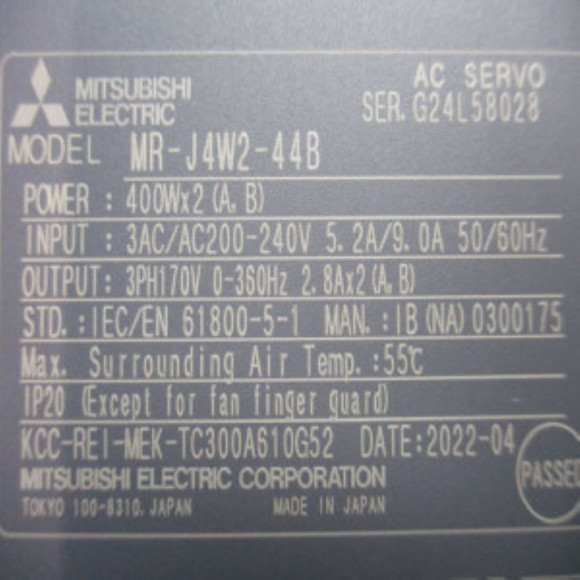 MITSUBISHI
ELECTRIC
AC SERVO
SER. G24L58028
MODEL MR-J4W2-44B
POWER : 400Wx2 (A, B)
INPUT : 3AC/AC200-240V 5.2A/9.0A 50/60Hz
OUTPUT: 3PH170V 0-360Hz 2.8Ax2 (A, B)
STD. : IEC/EN 61800-5-1 MAN. : IB (NA) 0300175
Max. Surrounding Air Temp. :55℃
IP20 (Except for fan finger guard)
KCC-REI-MEK-TC300A610G52 DATE:2022-04
PASSED
MITSUBISHI ELECTRIC CORPORATION
TOKYO 100-8310, JAPAN MADE IN JAPAN